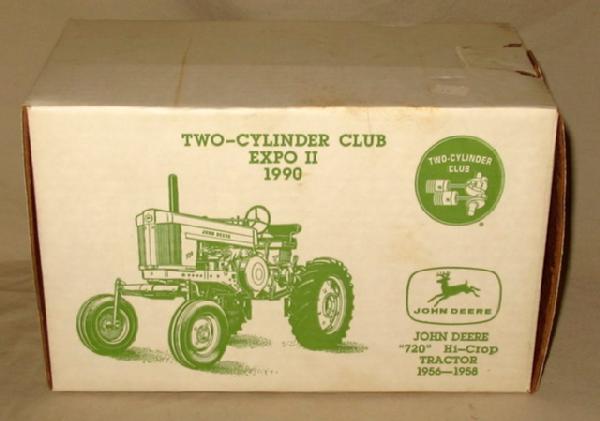 TWO-CYLINDER CLUB
EXPO II
1990
TWO-CYLINDER
CLUB
®
JOHN DEERE
720
JOHN DEERE
JOHN DEERE
"720" Hi-Crop
TRACTOR
1956—1958